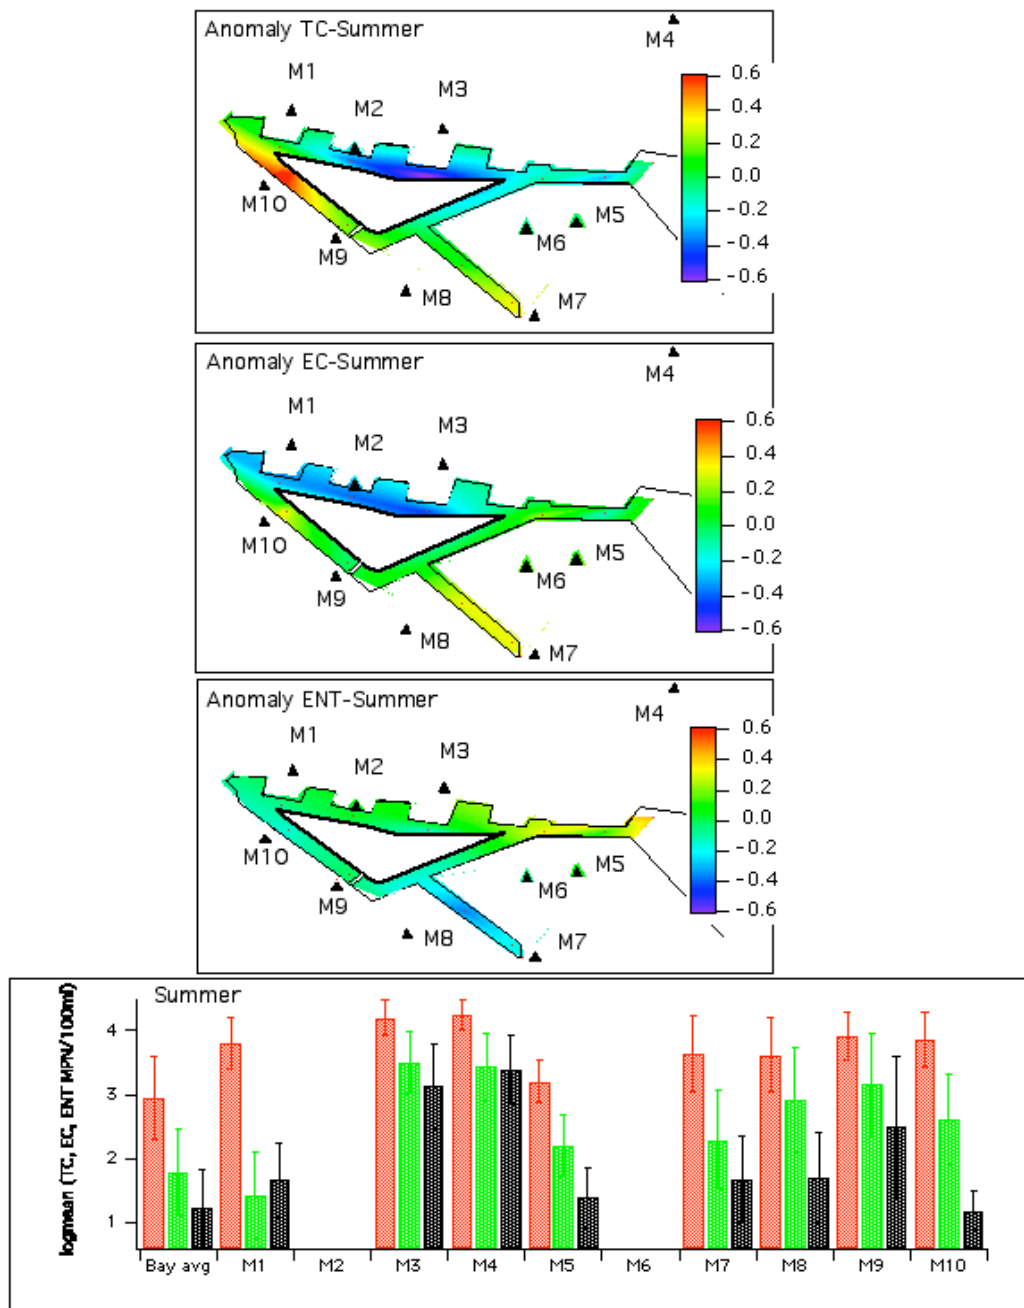 Anomaly TC-Summer
M4
M1
M3
M2
0.6
0.4
0.2
0.0
-0.2
-0.4
-0.6
M10
M9
M5
M6
M8
M7
Anomaly EC-Summer
M4
M1
M3
M2
0.6
0.4
0.2
0.0
-0.2
-0.4
-0.6
M10
M9
M5
M6
M8
M7
Anomaly ENT-Summer
M4
M1
M3
M2
0.6
0.4
0.2
0.0
-0.2
-0.4
-0.6
M10
M9
M5
M6
M8
M7
Summer
logmean (TC, EC, ENT MPN/100ml)
4
3
2
1
Bay avg M1 M2 M3 M4 M5 M6 M7 M8 M9 M10